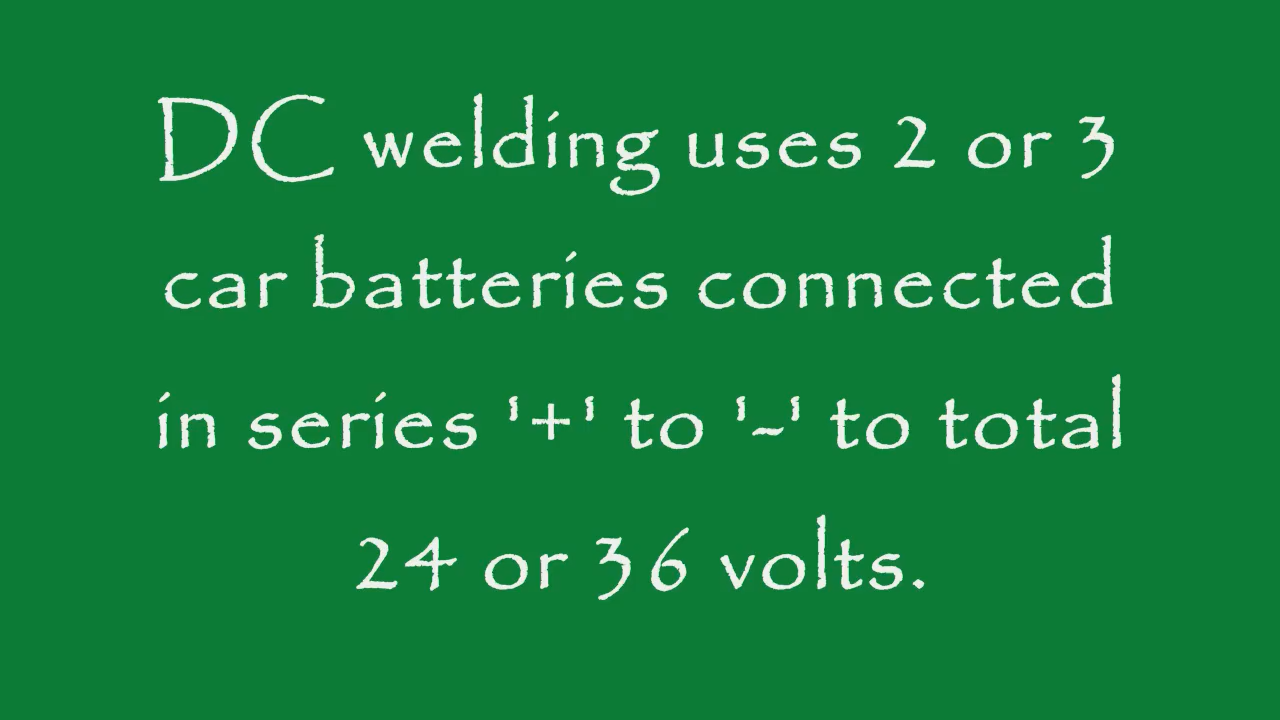 DC welding uses 2 or 3
car batteries connected
in series '+' to '-' to total
24 or 36 volts.